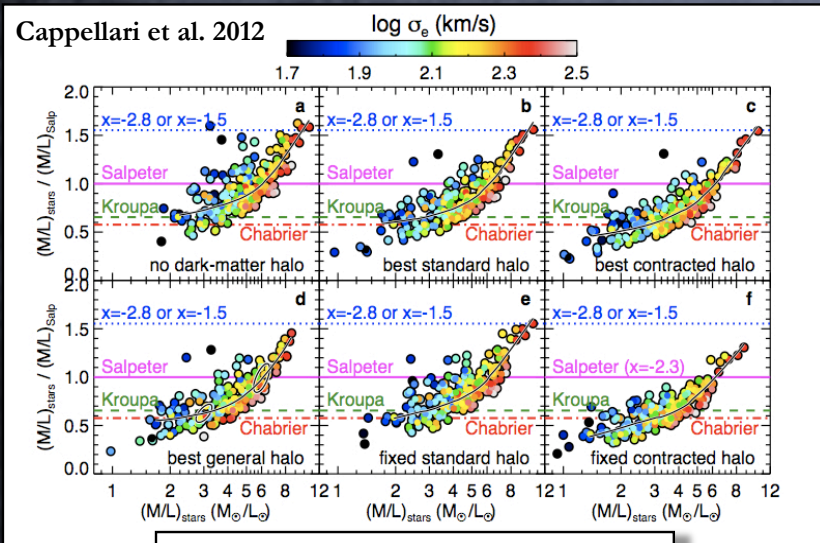 Cappellari et al. 2012
log σe (km/s)
1.7 1.9 2.1 2.3 2.5
(M/L)stars / (M/L)Salp
2.0
1.5
1.0
0.5
0.0
a
x=-2.8 or x=-1.5
Salpeter
Kroupa
Chabrier
no dark-matter halo
b
x=-2.8 or x=-1.5
Salpeter
Kroupa
Chabrier
best standard halo
c
x=-2.8 or x=-1.5
Salpeter
Kroupa
Chabrier
best contracted halo
(M/L)stars / (M/L)Salp
2.0
1.5
1.0
0.5
0.0
d
x=-2.8 or x=-1.5
Salpeter
Kroupa
Chabrier
best general halo
e
x=-2.8 or x=-1.5
Salpeter
Kroupa
Chabrier
fixed standard halo
f
x=-2.8 or x=-1.5
Salpeter (x=-2.3)
Kroupa
Chabrier
fixed contracted halo
1 2 3 4 5 6 8 12 1 2 3 4 5 6 8 12 1 2 3 4 5 6 8 12
(M/L)stars (M⊙/L⊙) (M/L)stars (M⊙/L⊙) (M/L)stars (M⊙/L⊙)